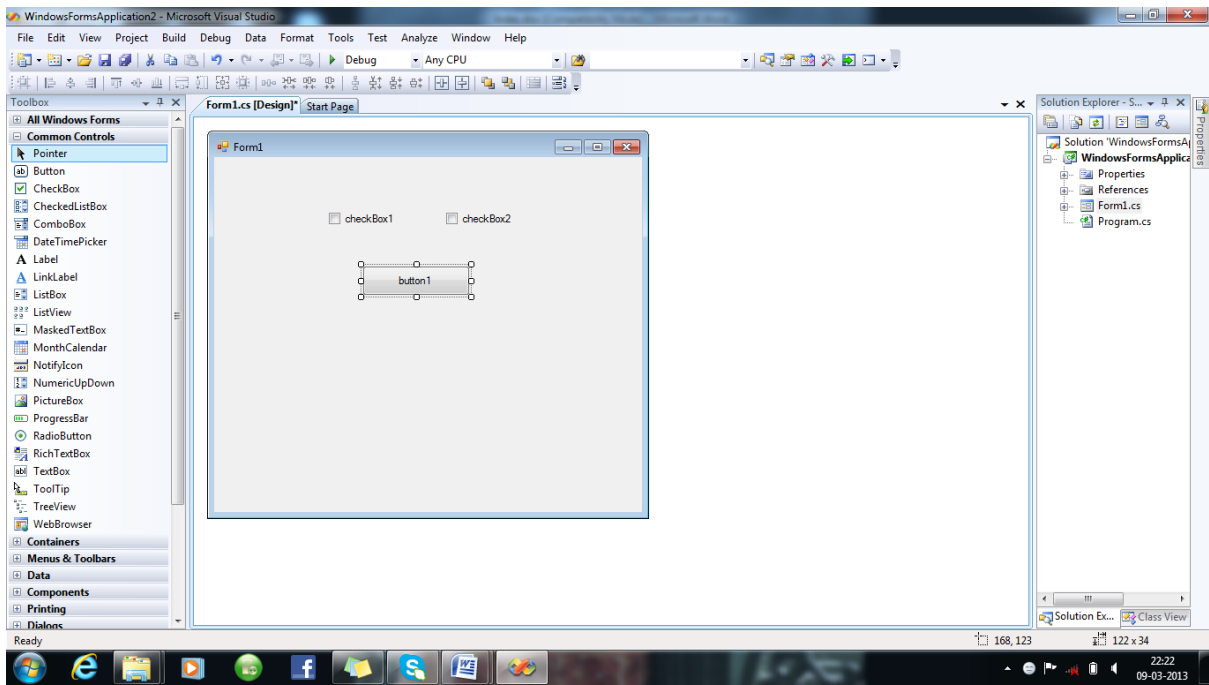 WindowsFormsApplication2 - Microsoft Visual Studio
File Edit View Project Build Debug Data Format Tools Test Analyze Window Help
Debug Any CPU
Toolbox
Form1.cs [Design]* Start Page
Solution Explorer - S...
All Windows Forms
Common Controls
Pointer
Button
CheckBox
CheckedListBox
ComboBox
DateTimePicker
A Label
A LinkLabel
ListBox
ListView
MaskedTextBox
MonthCalendar
NotifyIcon
NumericUpDown
PictureBox
ProgressBar
RadioButton
RichTextBox
TextBox
ToolTip
TreeView
WebBrowser
Containers
Menus & Toolbars
Data
Components
Printing
Dialogs
Form1
checkBox1 checkBox2
button1
Solution 'WindowsFormsA
WindowsFormsApplica
Properties
References
Form1.cs
Program.cs
Properties
Solution Ex... Class View
Ready
168, 123
122 x 34
22:22
09-03-2013